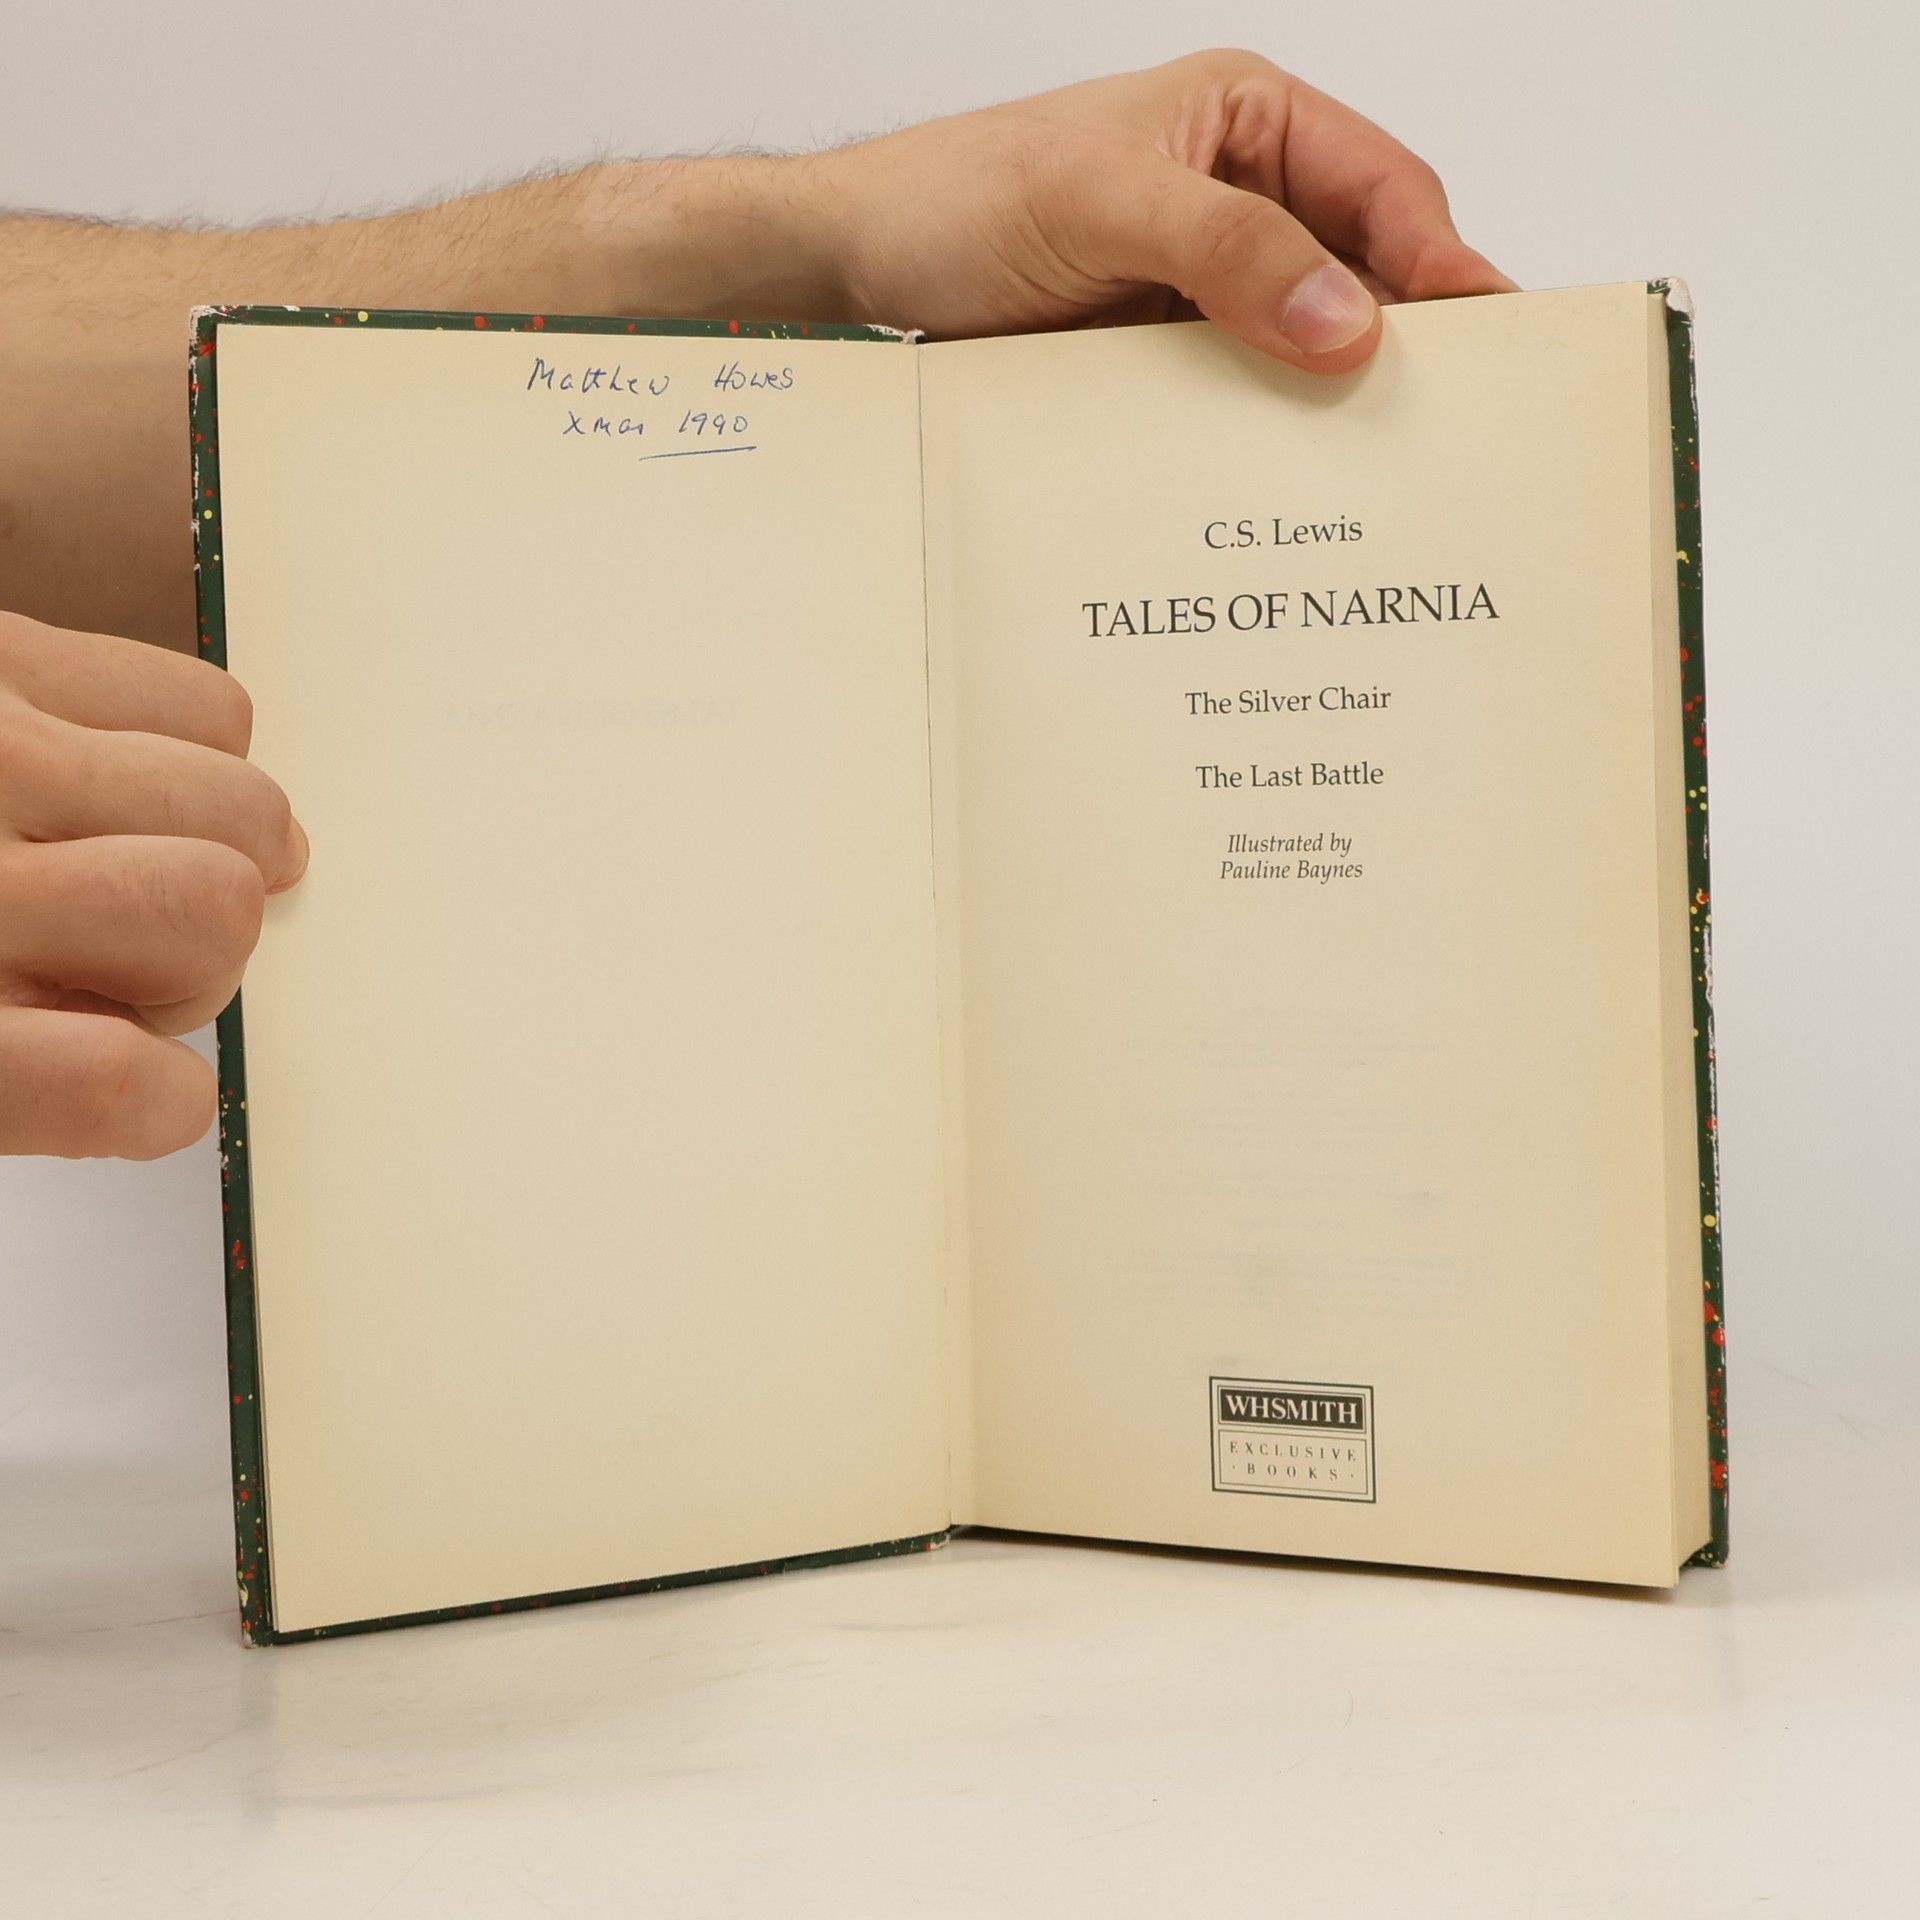 Matthew Howes
Xmas 1990
C.S. Lewis
TALES OF NARNIA
The Silver Chair
The Last Battle
Illustrated by
Pauline Baynes
WHSMITH
EXCLUSIVE
· BOOKS ·